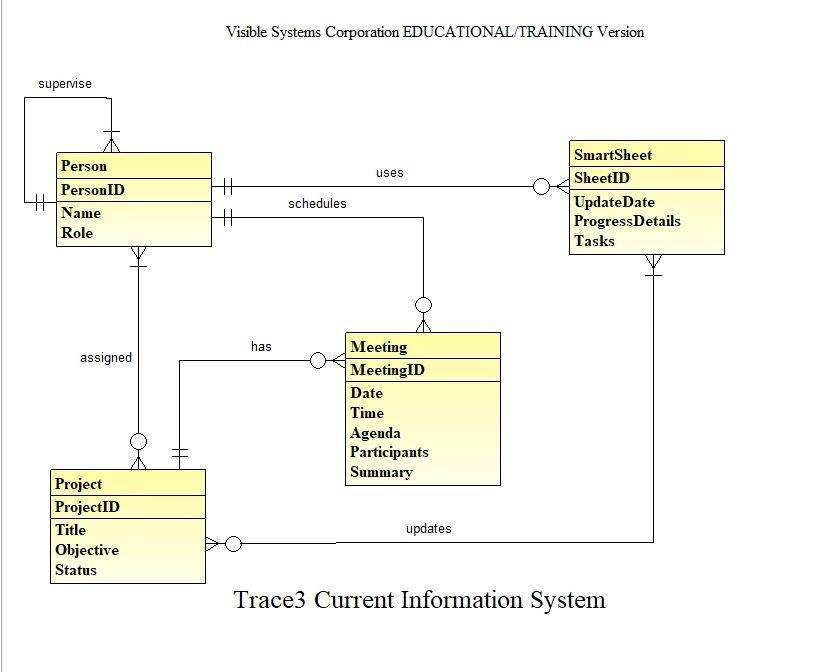 Visible Systems Corporation EDUCATIONAL/TRAINING Version
supervise
Person
PersonID
Name
Role
uses
schedules
SmartSheet
SheetID
UpdateDate
ProgressDetails
Tasks
assigned
has
Meeting
MeetingID
Date
Time
Agenda
Participants
Summary
Project
ProjectID
Title
Objective
Status
updates
Trace3 Current Information System